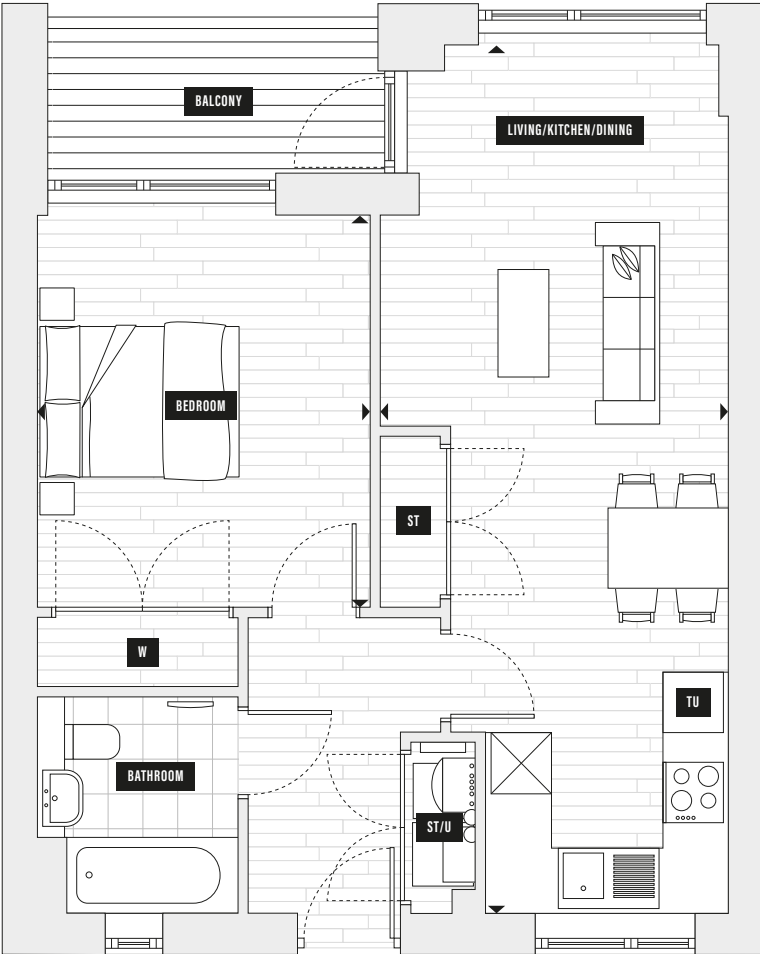 BALCONY
LIVING/KITCHEN/DINING
BEDROOM
ST
W
TU
BATHROOM
ST/U